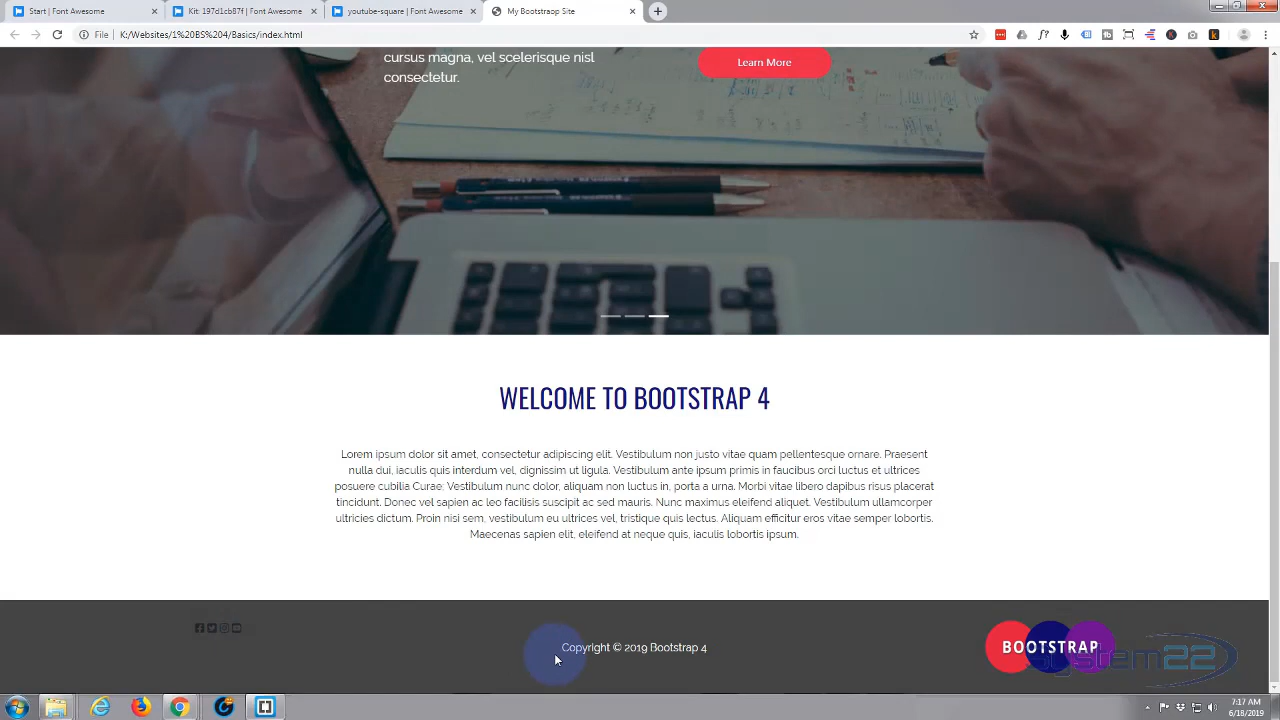 Start | Font Awesome
Kit: 197d1cb87f | Font Awesome
youtube-square | Font Awesome
My Bootstraop Site
File
K:/Websites/1%20BS%204/Basics/index.html
cursus magna, vel scelerisque nisl
consectetur.
Learn More
WELCOME TO BOOTSTRAP 4
Lorem ipsum dolor sit amet, consectetur adipiscing elit. Vestibulum non justo vitae quam pellentesque ornare. Praesent
nulla dui, iaculis quis interdum vel, dignissim ut ligula. Vestibulum ante ipsum primis in faucibus orci luctus et ultrices
posuere cubilia Curae; Vestibulum nunc dolor, aliquam non luctus in, porta a urna. Morbi vitae libero dapibus risus placerat
tincidunt. Donec vel sapien ac leo facilisis suscipit ac sed mauris. Nunc maximus eleifend aliquet. Vestibulum ullamcorper
ultricies dictum. Proin nisi sem, vestibulum eu ultrices vel, tristique quis lectus. Aliquam efficitur eros vitae semper lobortis.
Maecenas sapien elit, eleifend at neque quis, iaculis lobortis ipsum.
Copyright © 2019 Bootstrap 4
BOOTSTRAP
system22
7:17 AM
6/18/2019